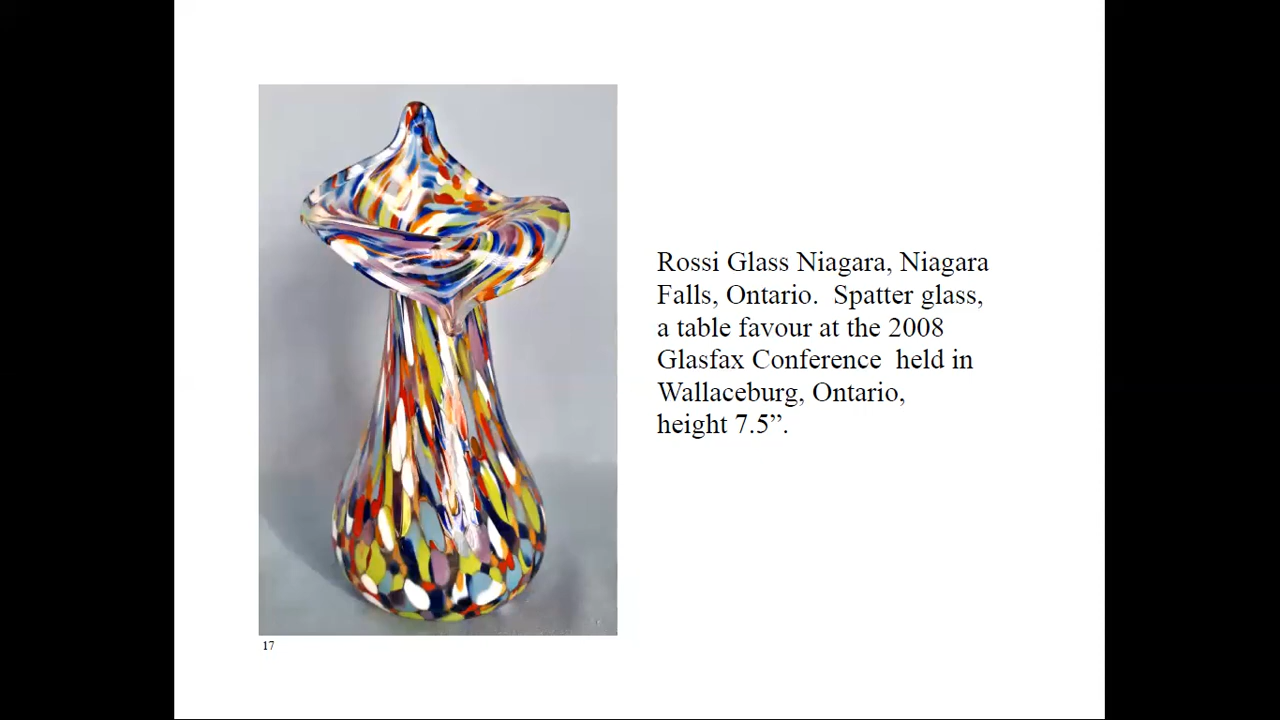 Rossi Glass Niagara, Niagara
Falls, Ontario.  Spatter glass,
a table favour at the 2008
Glasfax Conference  held in
Wallaceburg, Ontario,
height 7.5”.
17